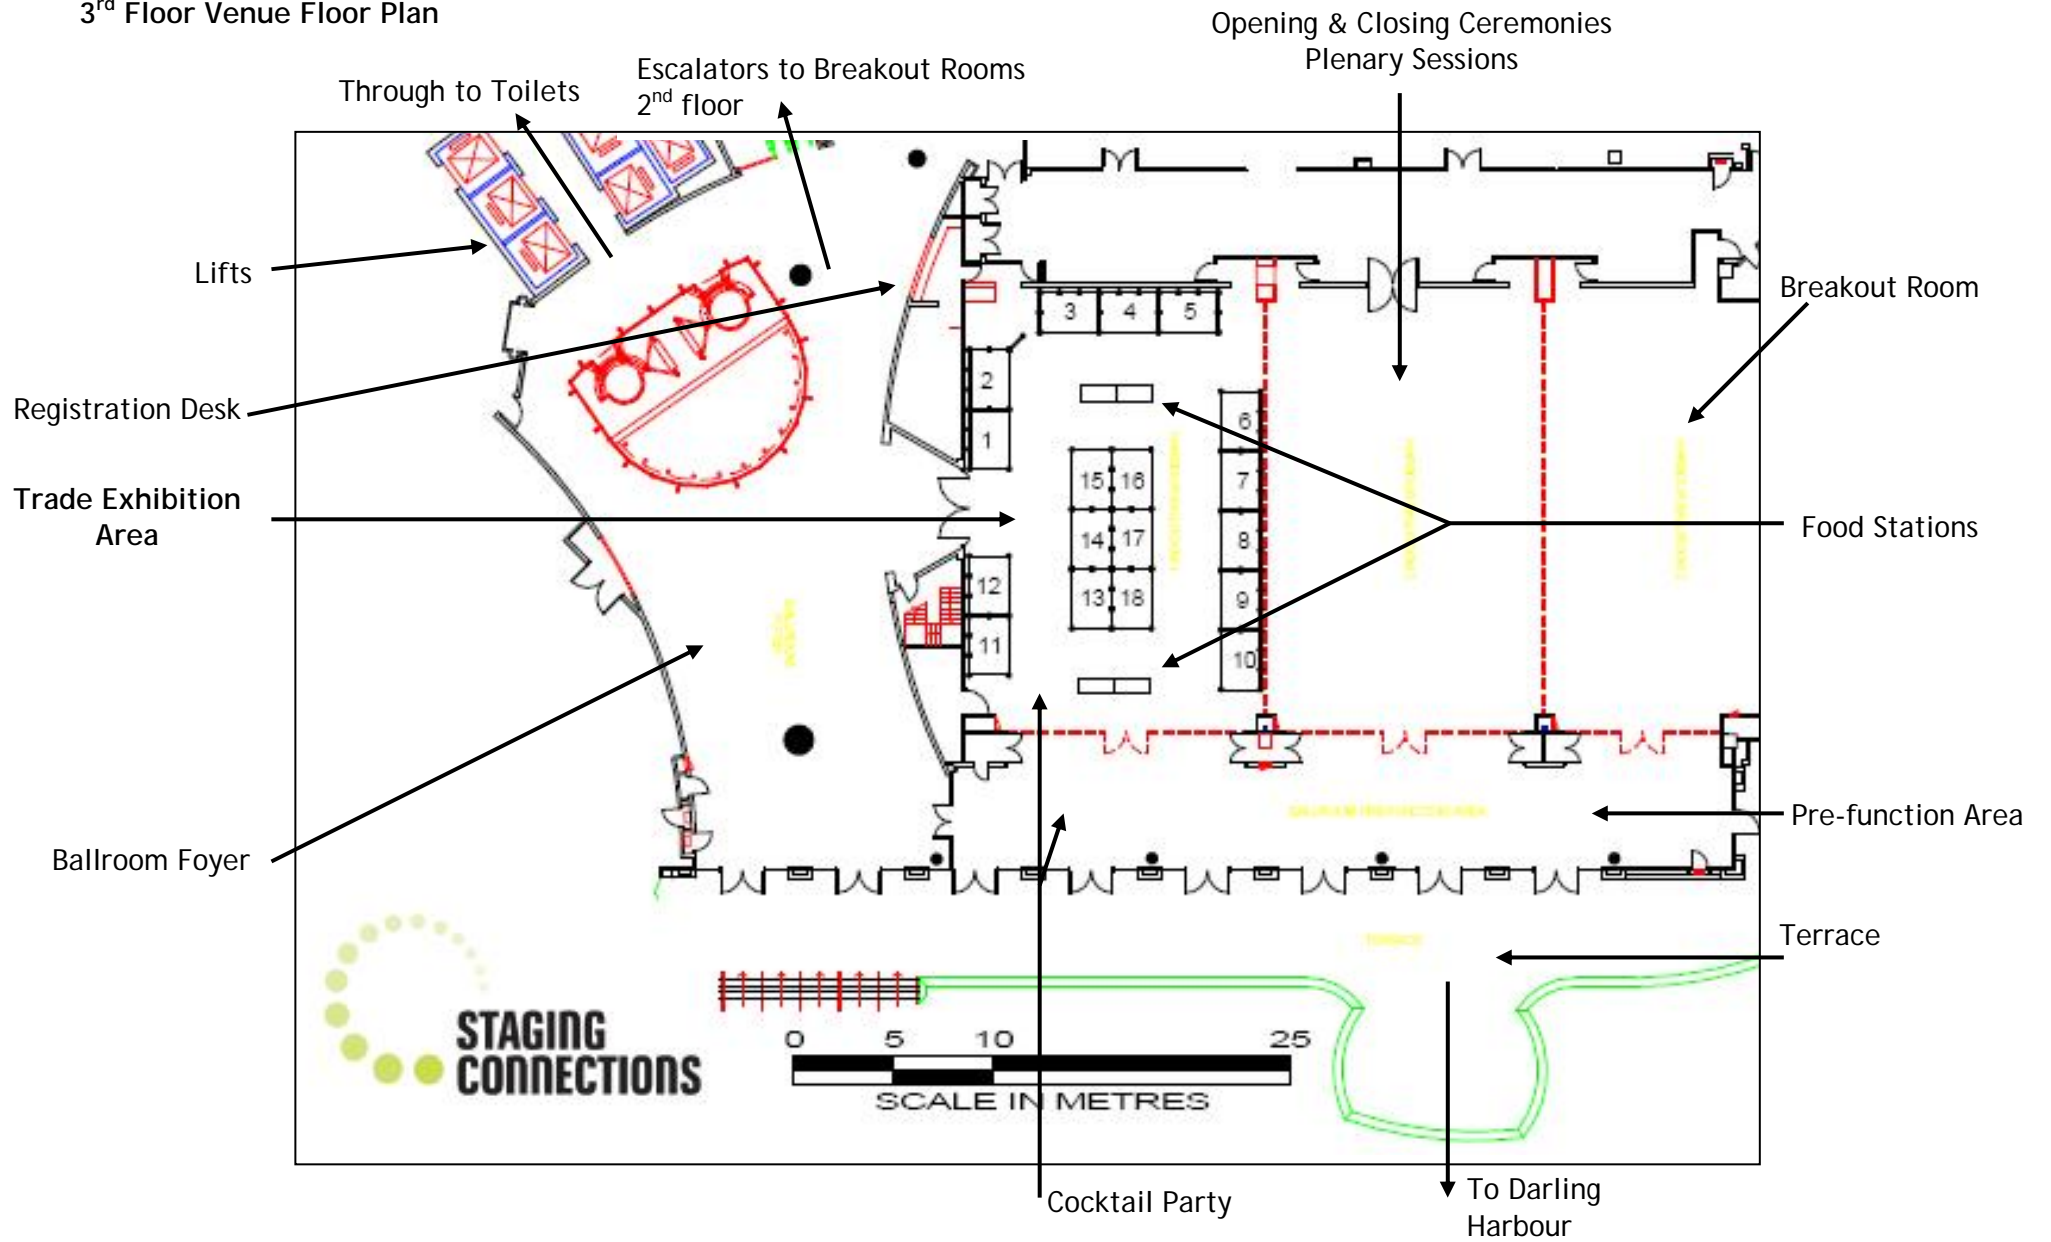 3rd Floor Venue Floor Plan
Opening & Closing Ceremonies
Plenary Sessions
Escalators to Breakout Rooms
2nd floor
Through to Toilets
Lifts
Breakout Room
Registration Desk
3 4 5
2
1
6
7
8
9
10
15 16
14 17
13 18
12
11
Trade Exhibition
Area
Food Stations
Ballroom Foyer
Pre-function Area
Terrace
TERRACE
STAGING
CONNECTIONS
0 5 10 25
SCALE IN METRES
Cocktail Party
To Darling
Harbour